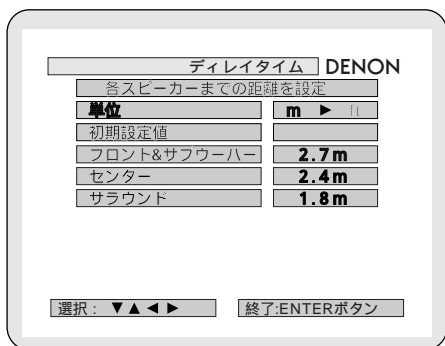 ディレイタイム DENON
各スピーカーまでの距離を設定
単位 m ► ft
初期設定値
フロント&サブウーハー 2.7m
センター 2.4m
サラウンド 1.8m
選択： ▼▲◄► 終了:ENTERボタン